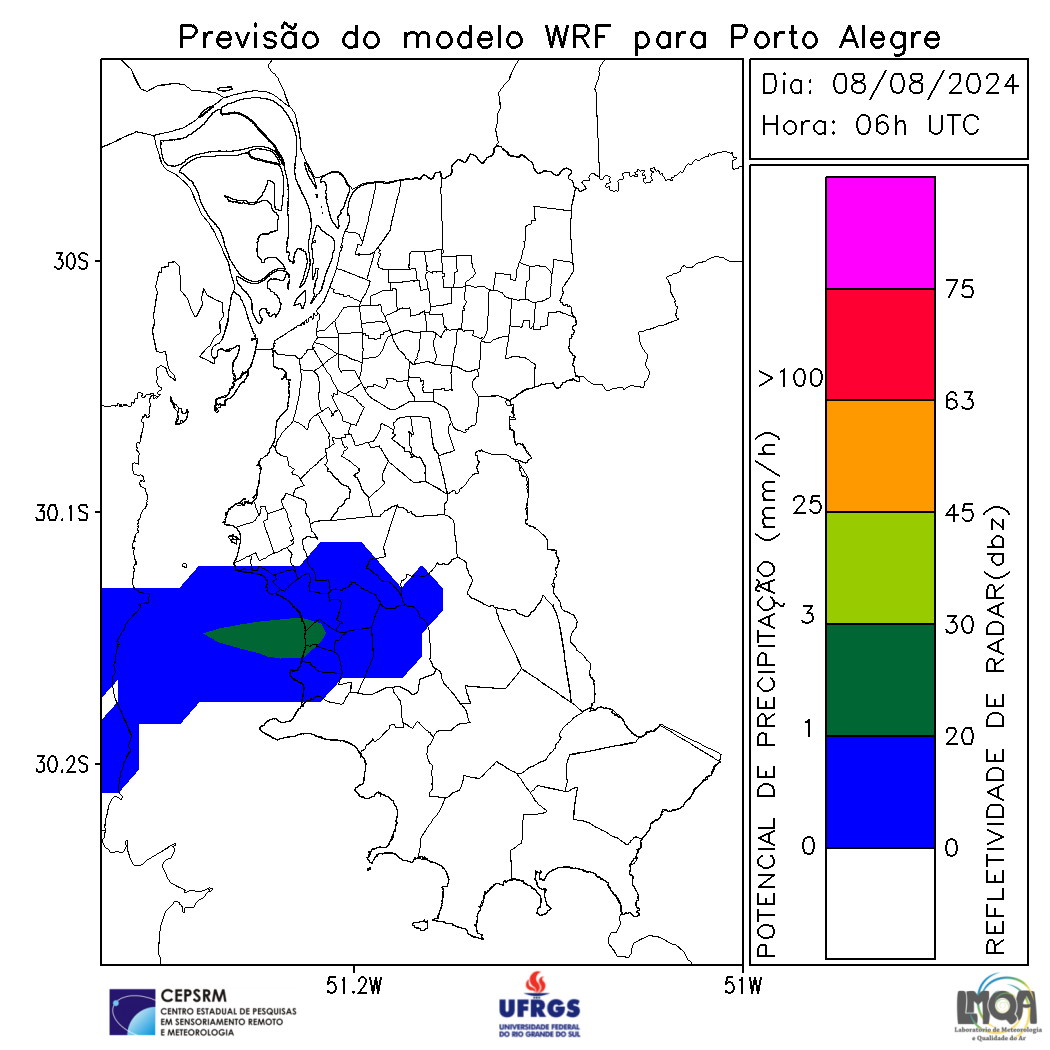 Previsão do modelo WRF para Porto Alegre
Dia: 08/08/2024
Hora: 06h UTC
30S
30.1S
30.2S
51.2W
51W
POTENCIAL DE PRECIPITAÇÃO (mm/h)
>100
25
3
1
0
75
63
45
30
20
0
REFLETIVIDADE DE RADAR(dbz)
CEPSRM
CENTRO ESTADUAL DE PESQUISAS
EM SENSORIAMENTO REMOTO
E METEOROLOGIA
UFRGS
UNIVERSIDADE FEDERAL
DO RIO GRANDE DO SUL
LMQA
Laboratório de Meteorologia
e Qualidade do Ar